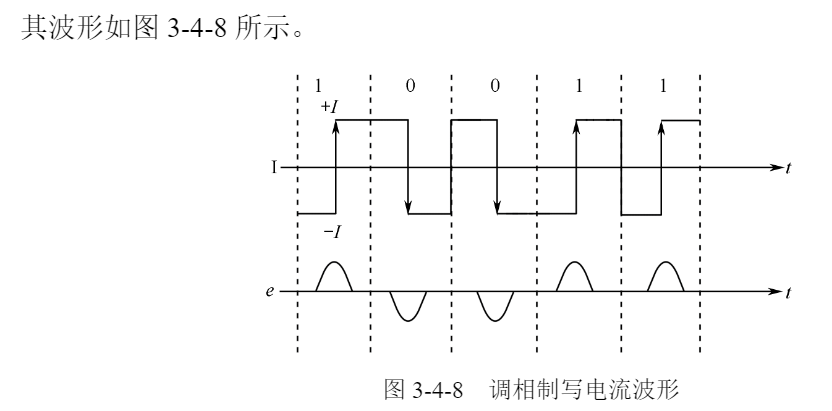 其波形如图 3-4-8 所示。
1 0 0 1 1
+I
I t
−I
e t
图 3-4-8 调相制写电流波形